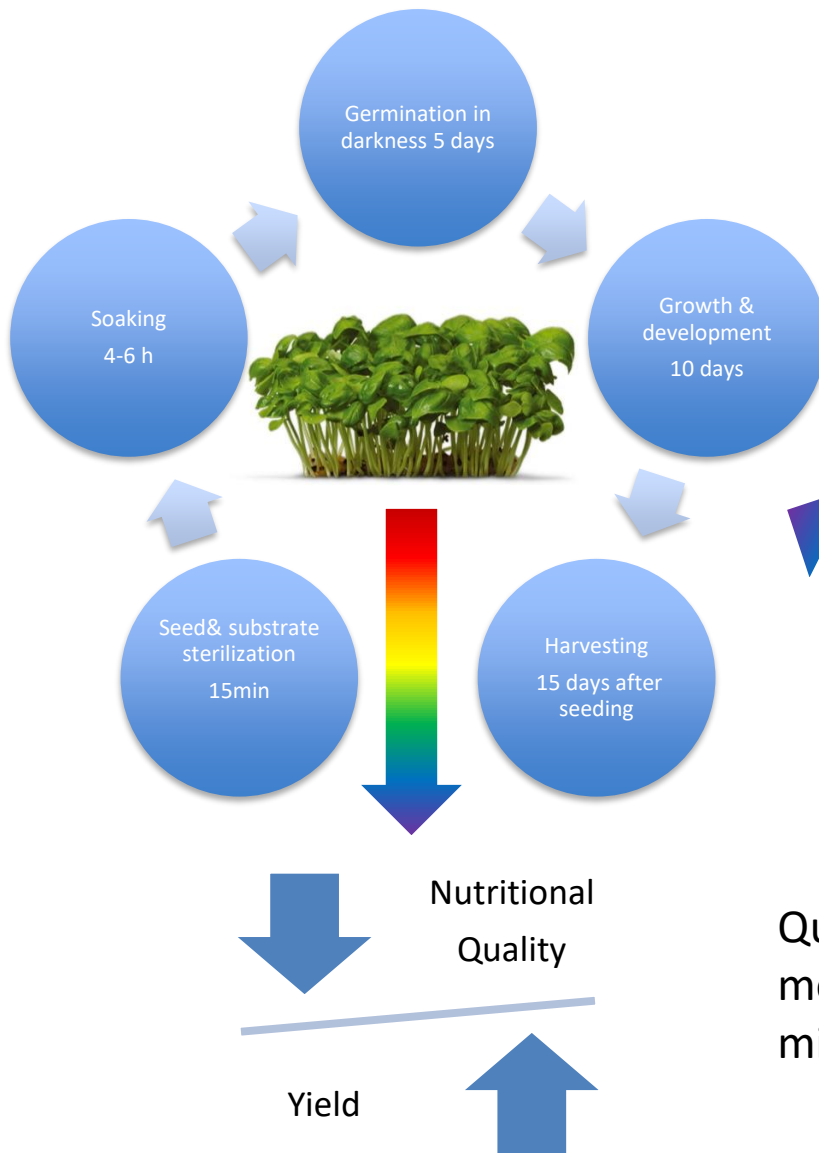 Germination in
darkness 5 days
Soaking
4-6 h
Growth &
development
10 days
Seed& substrate
sterilization
15min
Harvesting
15 days after
seeding
Nutritional
Quality
Yield